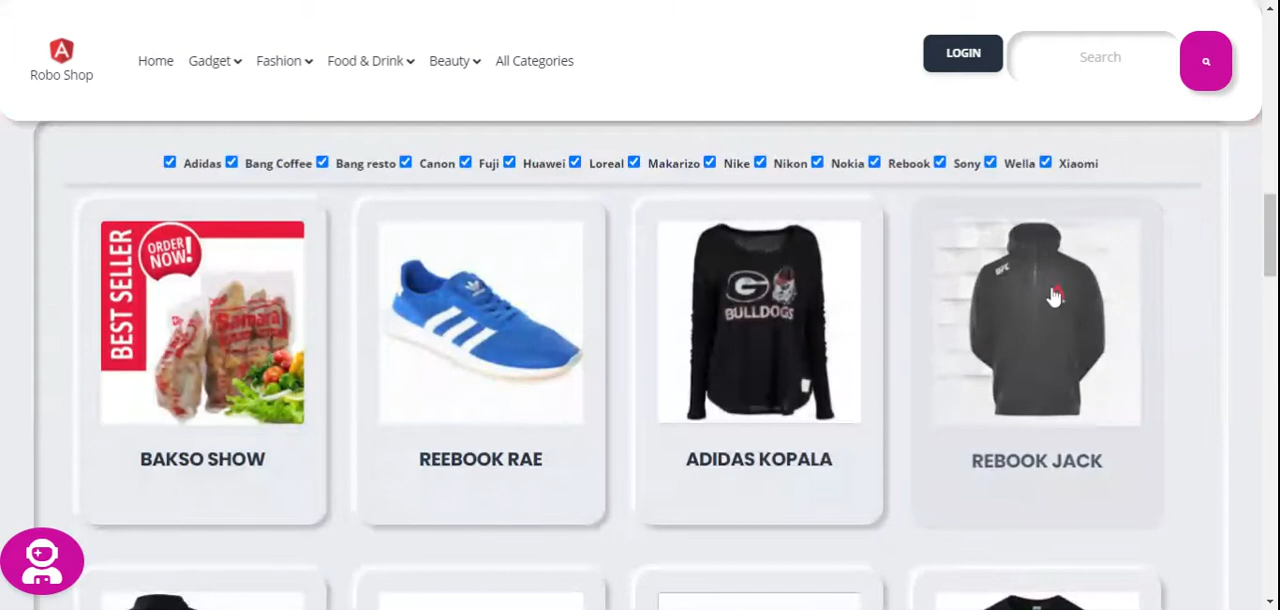 Robo Shop
Home Gadget Fashion Food & Drink Beauty All Categories
LOGIN
Search
Adidas Bang Coffee Bang resto Canon Fuji Huawei Loreal Makarizo Nike Nikon Nokia Rebook Sony Wella Xiaomi
BEST SELLER
ORDER
NOW!
Samara
G
BULLDOGS
UFC
BAKSO SHOW
REEBOOK RAE
ADIDAS KOPALA
REBOOK JACK